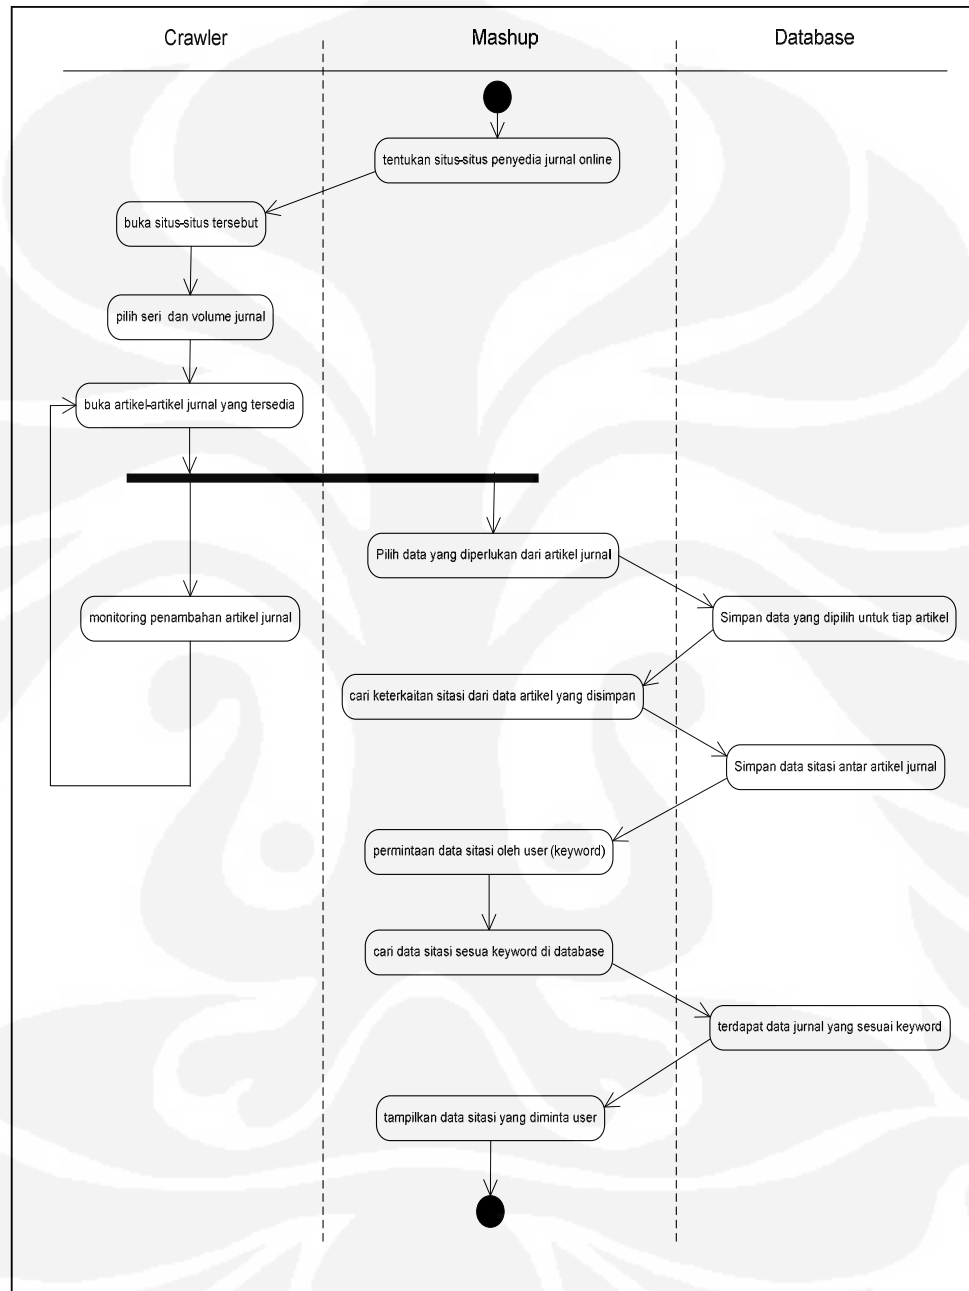 Crawler
Mashup
Database
tentukan situs-situs penyedia jurnal online
buka situs-situs tersebut
pilih seri dan volume jurnal
buka artikel-artikel jurnal yang tersedia
Pilih data yang diperlukan dari artikel jurnal
monitoring penambahan artikel jurnal
Simpan data yang dipilih untuk tiap artikel
cari keterkaitan sitasi dari data artikel yang disimpan
Simpan data sitasi antar artikel jurnal
permintaan data sitasi oleh user (keyword)
cari data sitasi sesua keyword di database
terdapat data jurnal yang sesuai keyword
tampilkan data sitasi yang diminta user